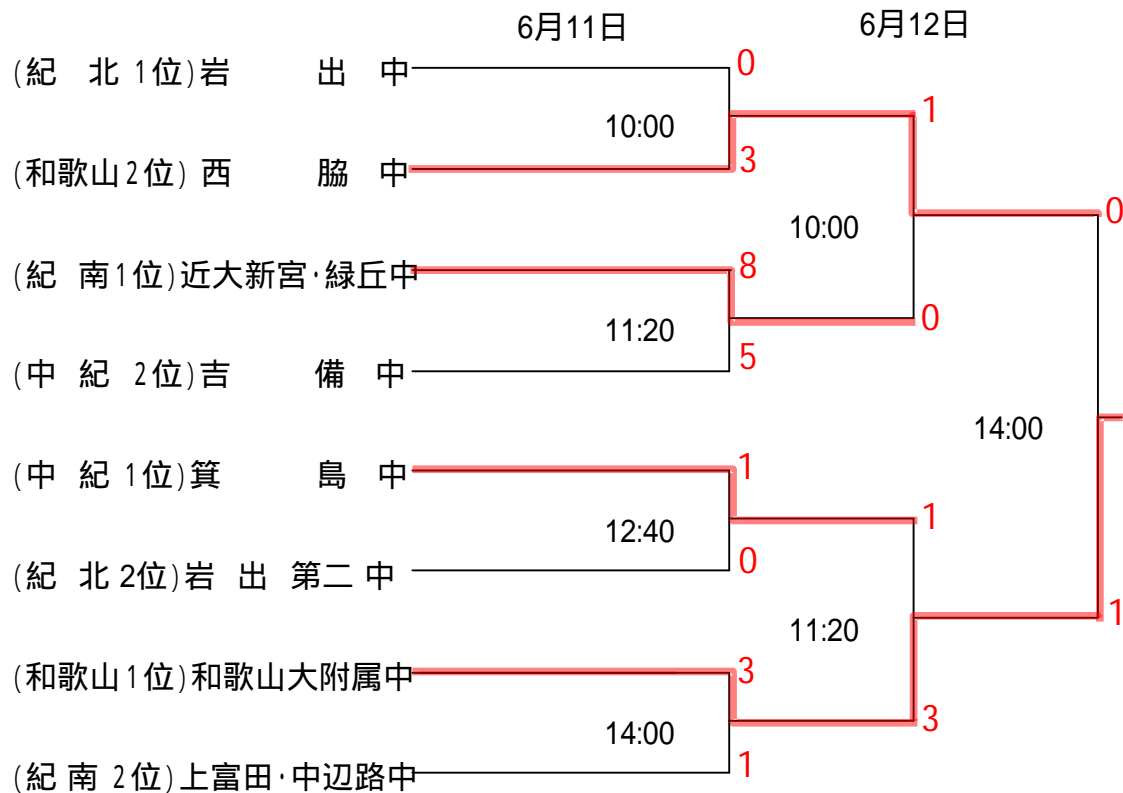 6月11日 6月12日
(紀 北 1位)岩 出 中 0
10:00 1
(和歌山2位) 西 脇 中 3
10:00 0
(紀 南1位)近大新宮・緑丘中 8
11:20 0
(中 紀 2位)吉 備 中 5
14:00
(中 紀 1位)箕 島 中 1
12:40 1
(紀 北 2位)岩 出 第二 中 0
11:20 1
(和歌山1位)和歌山大附属中 3
14:00 3
(紀 南 2位)上富田・中辺路中 1